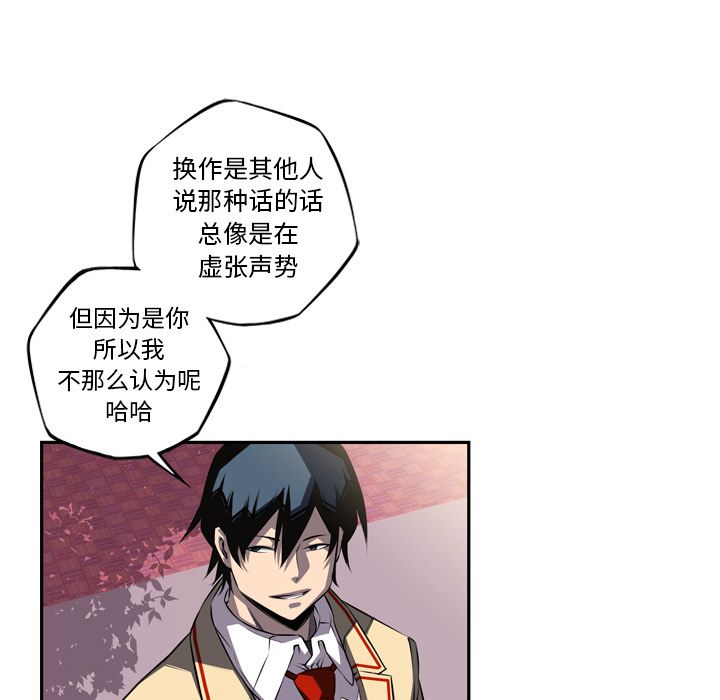 换作是其他人
说那种话的话
总像是在
虚张声势
但因为是你
所以我
不那么认为呢
哈哈